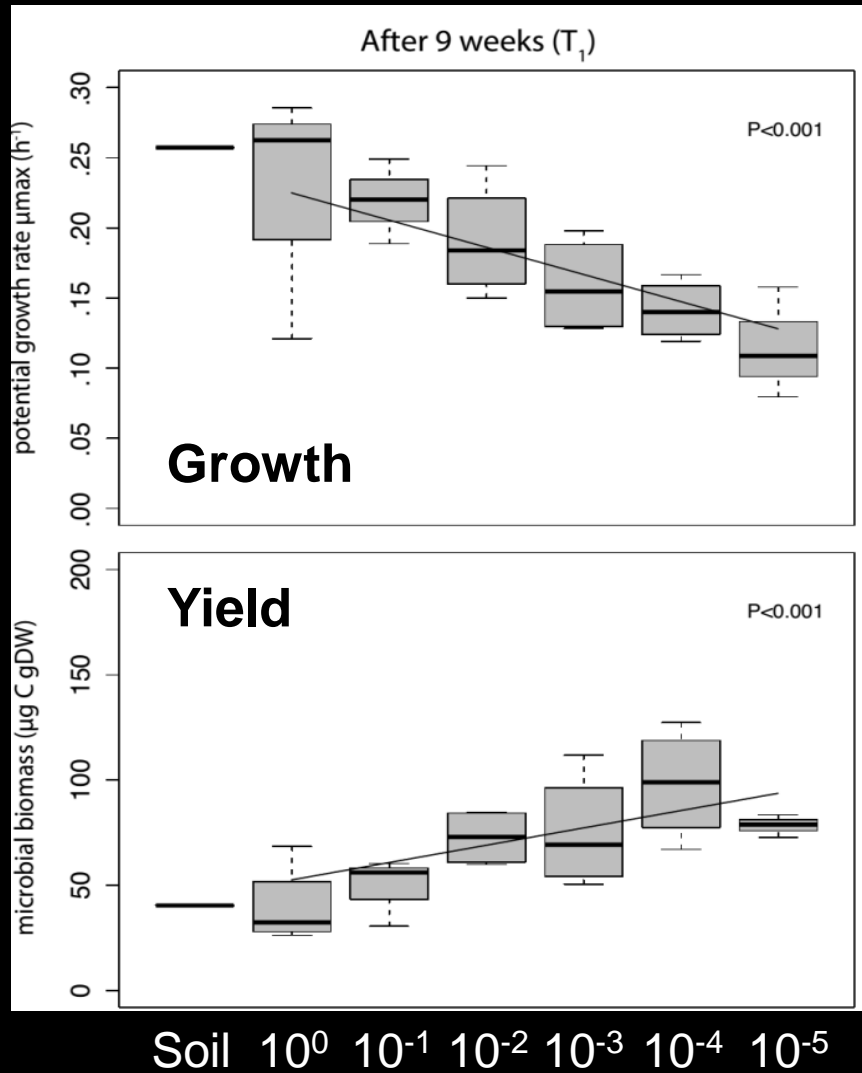 After 9 weeks (T₁)
potential growth rate μmax (h⁻¹)
.30
.25
.20
.15
.10
.05
.00
P<0.001
Growth
microbial biomass (μg C gDW)
200
150
100
50
0
Yield
P<0.001
Soil 10⁰ 10⁻¹ 10⁻² 10⁻³ 10⁻⁴ 10⁻⁵